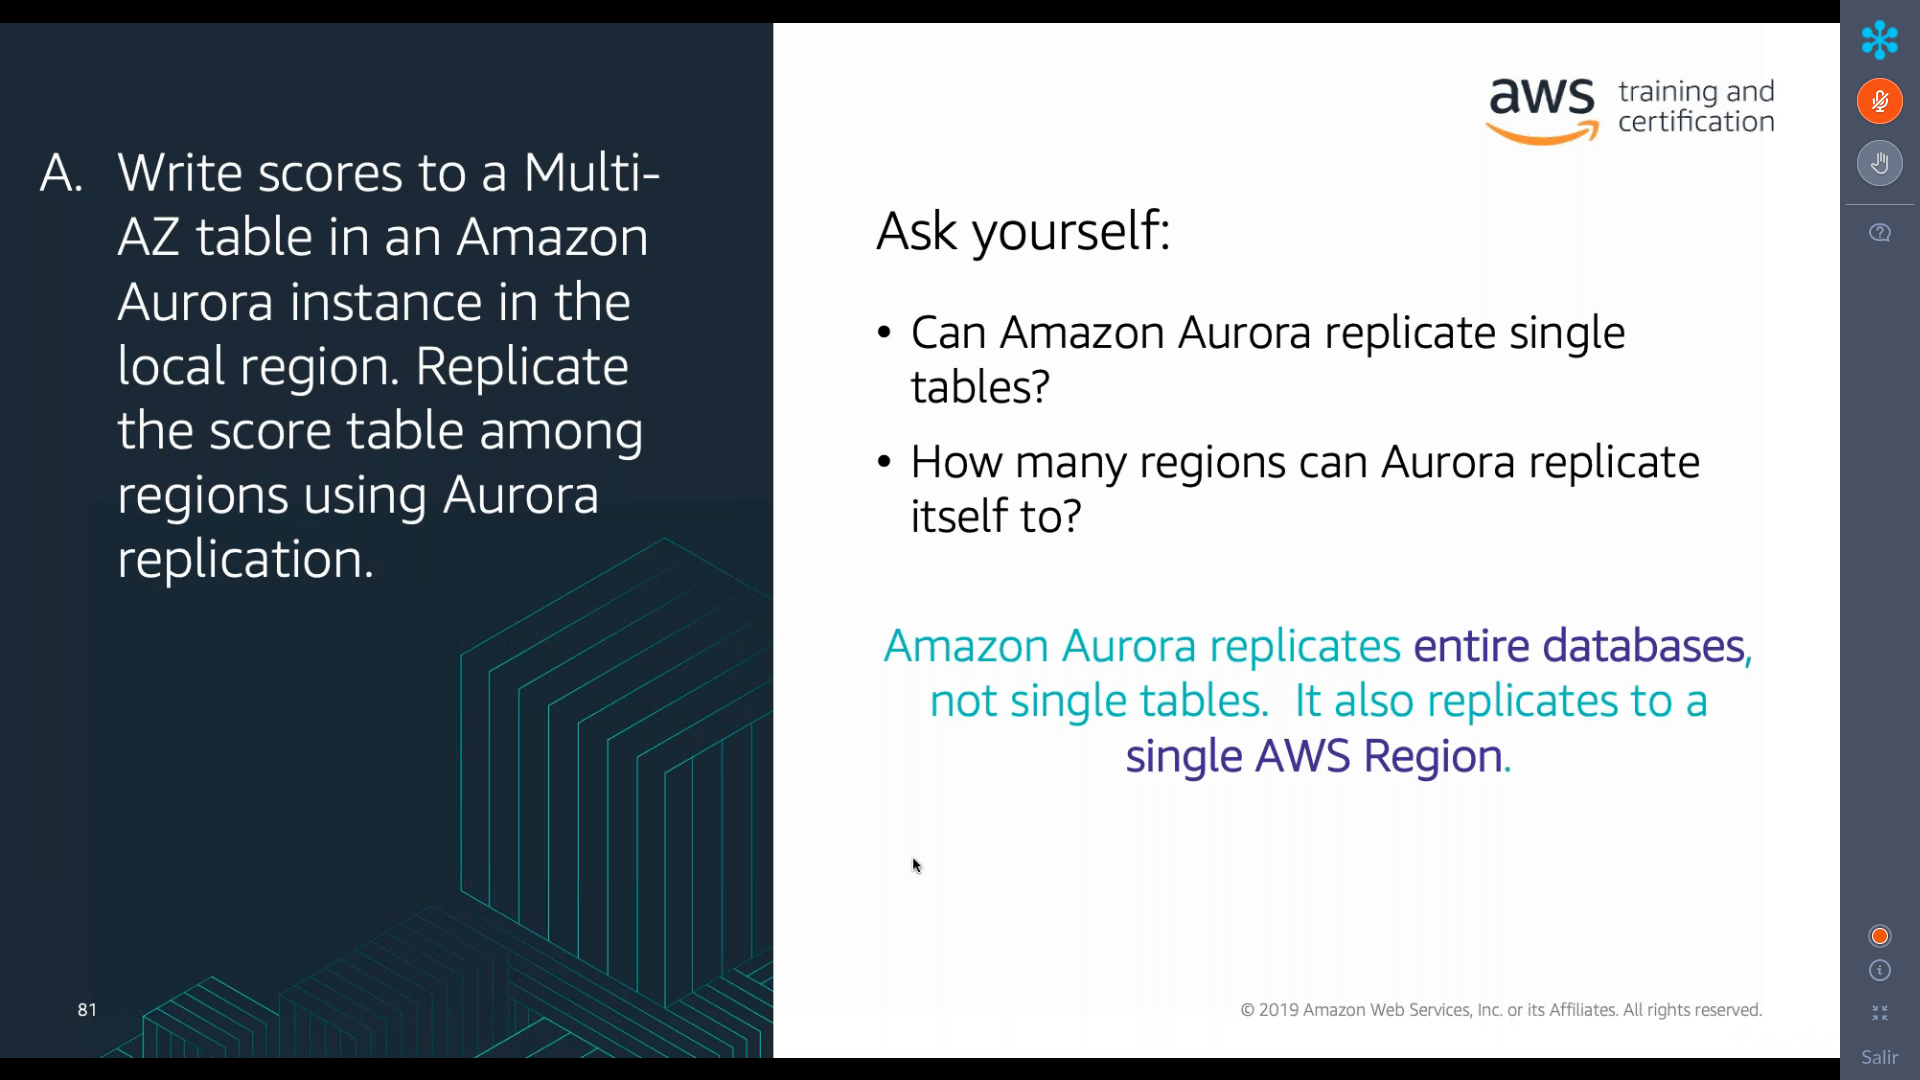 A. Write scores to a Multi-
AZ table in an Amazon
Aurora instance in the
local region. Replicate
the score table among
regions using Aurora
replication.
81
aws training and
certification
Ask yourself:
• Can Amazon Aurora replicate single
tables?
• How many regions can Aurora replicate
itself to?
Amazon Aurora replicates entire databases,
not single tables. It also replicates to a
single AWS Region.
© 2019 Amazon Web Services, Inc. or its Affiliates. All rights reserved.
Salir